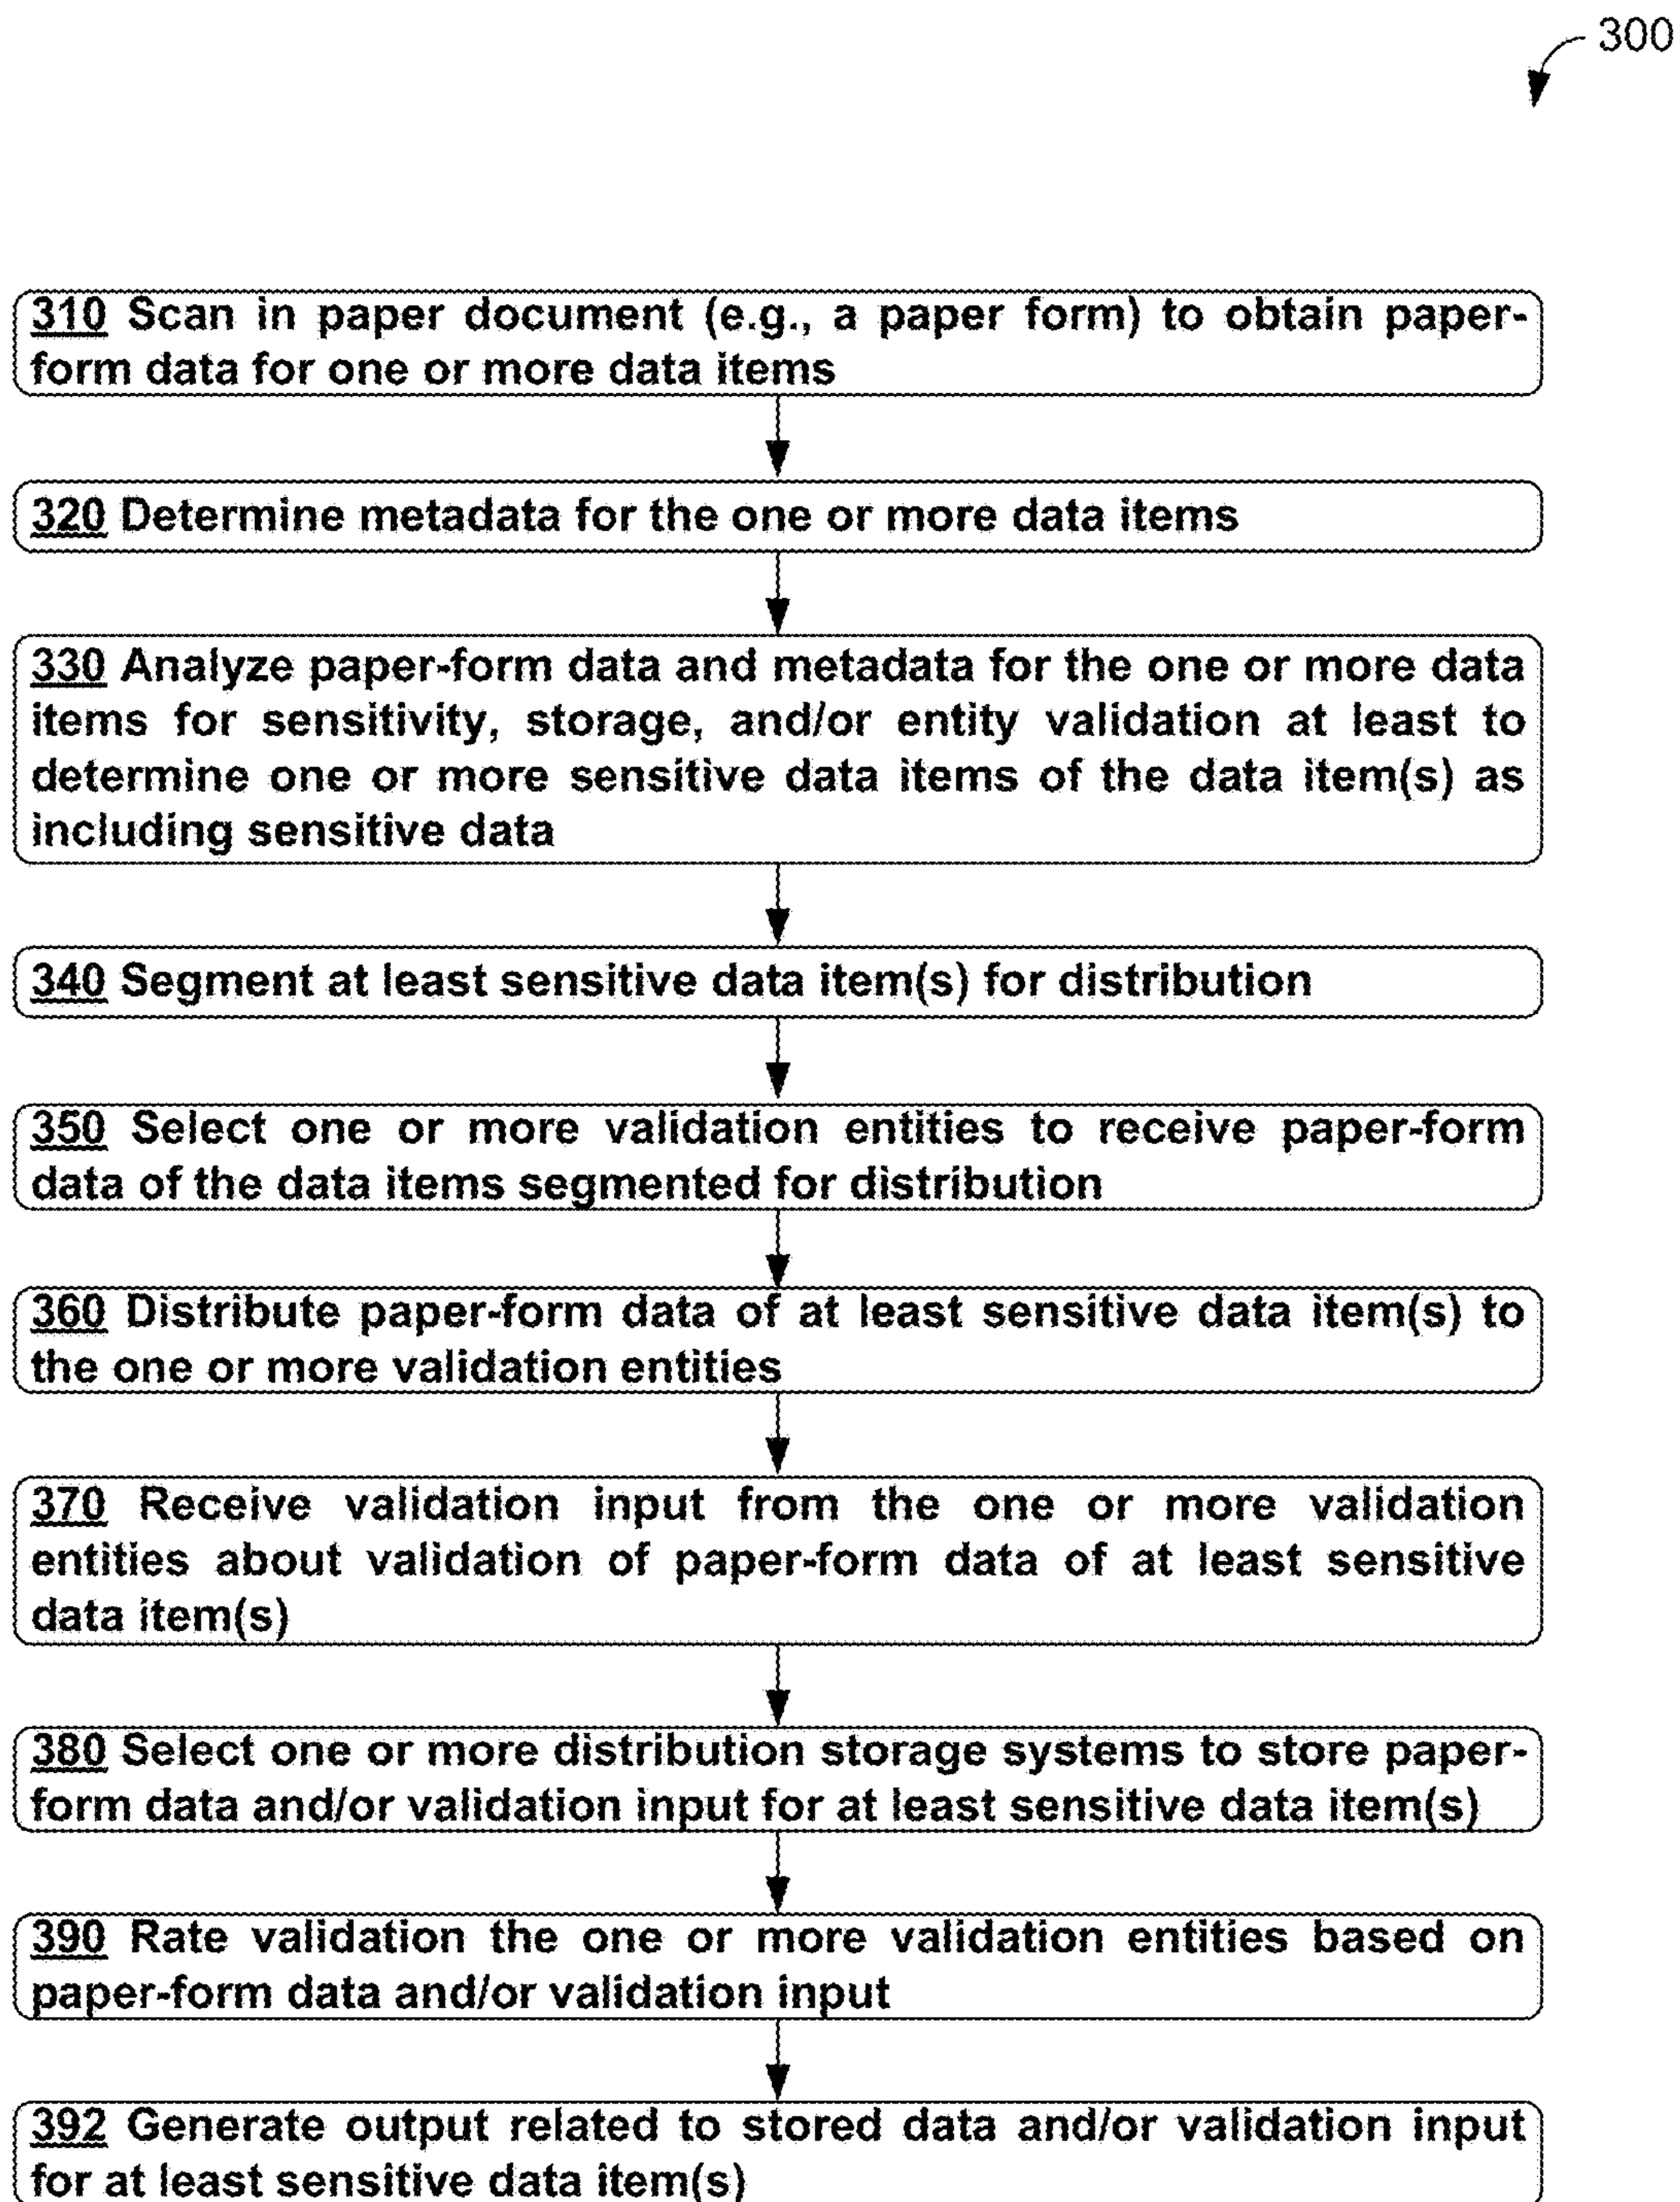 300
310 Scan in paper document (e.g., a paper form) to obtain paper-
form data for one or more data items
320 Determine metadata for the one or more data items
330 Analyze paper-form data and metadata for the one or more data
items for sensitivity, storage, and/or entity validation at least to
determine one or more sensitive data items of the data item(s) as
including sensitive data
340 Segment at least sensitive data item(s) for distribution
350 Select one or more validation entities to receive paper-form
data of the data items segmented for distribution
360 Distribute paper-form data of at least sensitive data item(s) to
the one or more validation entities
370 Receive validation input from the one or more validation
entities about validation of paper-form data of at least sensitive
data item(s)
380 Select one or more distribution storage systems to store paper-
form data and/or validation input for at least sensitive data item(s)
390 Rate validation the one or more validation entities based on
paper-form data and/or validation input
392 Generate output related to stored data and/or validation input
for at least sensitive data item(s)